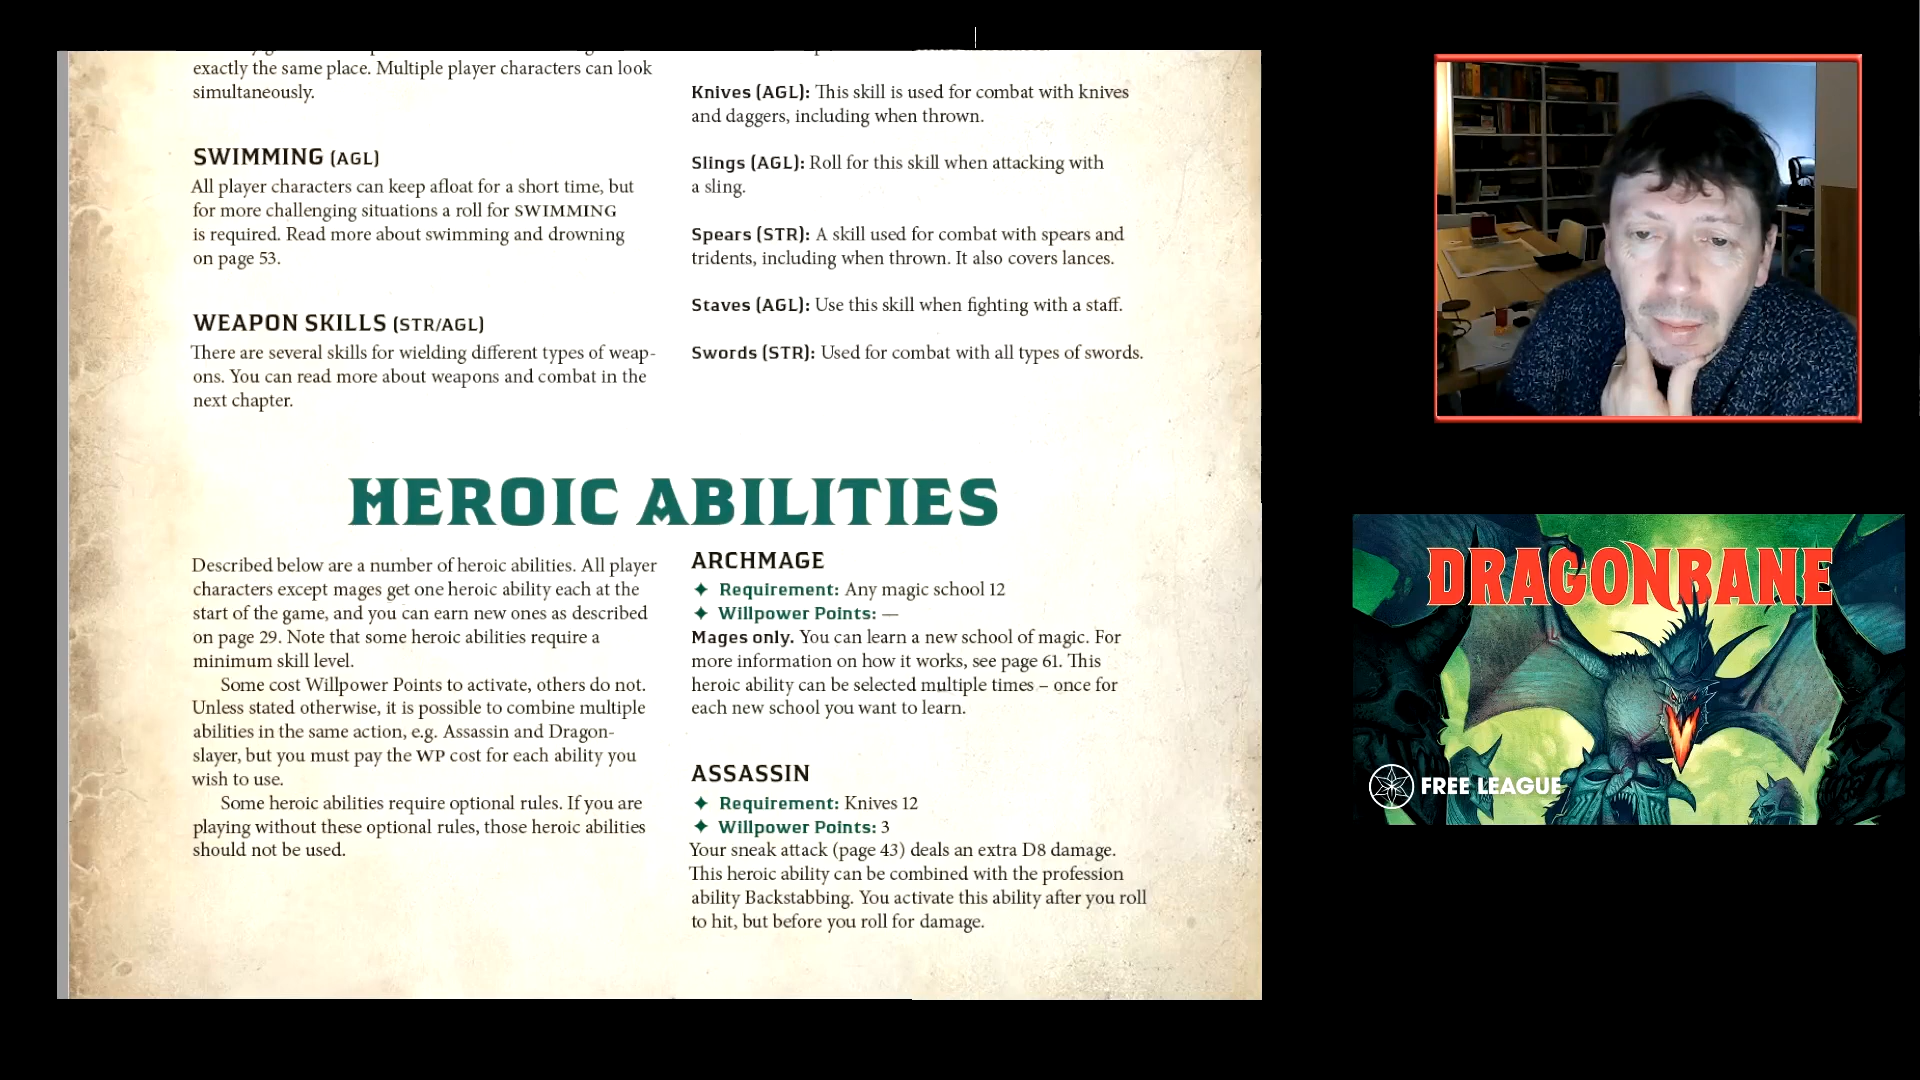 exactly the same place. Multiple player characters can look
simultaneously.
SWIMMING (AGL)
All player characters can keep afloat for a short time, but
for more challenging situations a roll for SWIMMING
is required. Read more about swimming and drowning
on page 53.
WEAPON SKILLS (STR/AGL)
There are several skills for wielding different types of weap-
ons. You can read more about weapons and combat in the
next chapter.
Knives (AGL): This skill is used for combat with knives
and daggers, including when thrown.
Slings (AGL): Roll for this skill when attacking with
a sling.
Spears (STR): A skill used for combat with spears and
tridents, including when thrown. It also covers lances.
Staves (AGL): Use this skill when fighting with a staff.
Swords (STR): Used for combat with all types of swords.
HEROIC ABILITIES
Described below are a number of heroic abilities. All player
characters except mages get one heroic ability each at the
start of the game, and you can earn new ones as described
on page 29. Note that some heroic abilities require a
minimum skill level.
Some cost Willpower Points to activate, others do not.
Unless stated otherwise, it is possible to combine multiple
abilities in the same action, e.g. Assassin and Dragon-
slayer, but you must pay the WP cost for each ability you
wish to use.
Some heroic abilities require optional rules. If you are
playing without these optional rules, those heroic abilities
should not be used.
ARCHMAGE
✦ Requirement: Any magic school 12
✦ Willpower Points: —
Mages only. You can learn a new school of magic. For
more information on how it works, see page 61. This
heroic ability can be selected multiple times – once for
each new school you want to learn.
ASSASSIN
✦ Requirement: Knives 12
✦ Willpower Points: 3
Your sneak attack (page 43) deals an extra D8 damage.
This heroic ability can be combined with the profession
ability Backstabbing. You activate this ability after you roll
to hit, but before you roll for damage.
DRAGONBANE
FREE LEAGUE